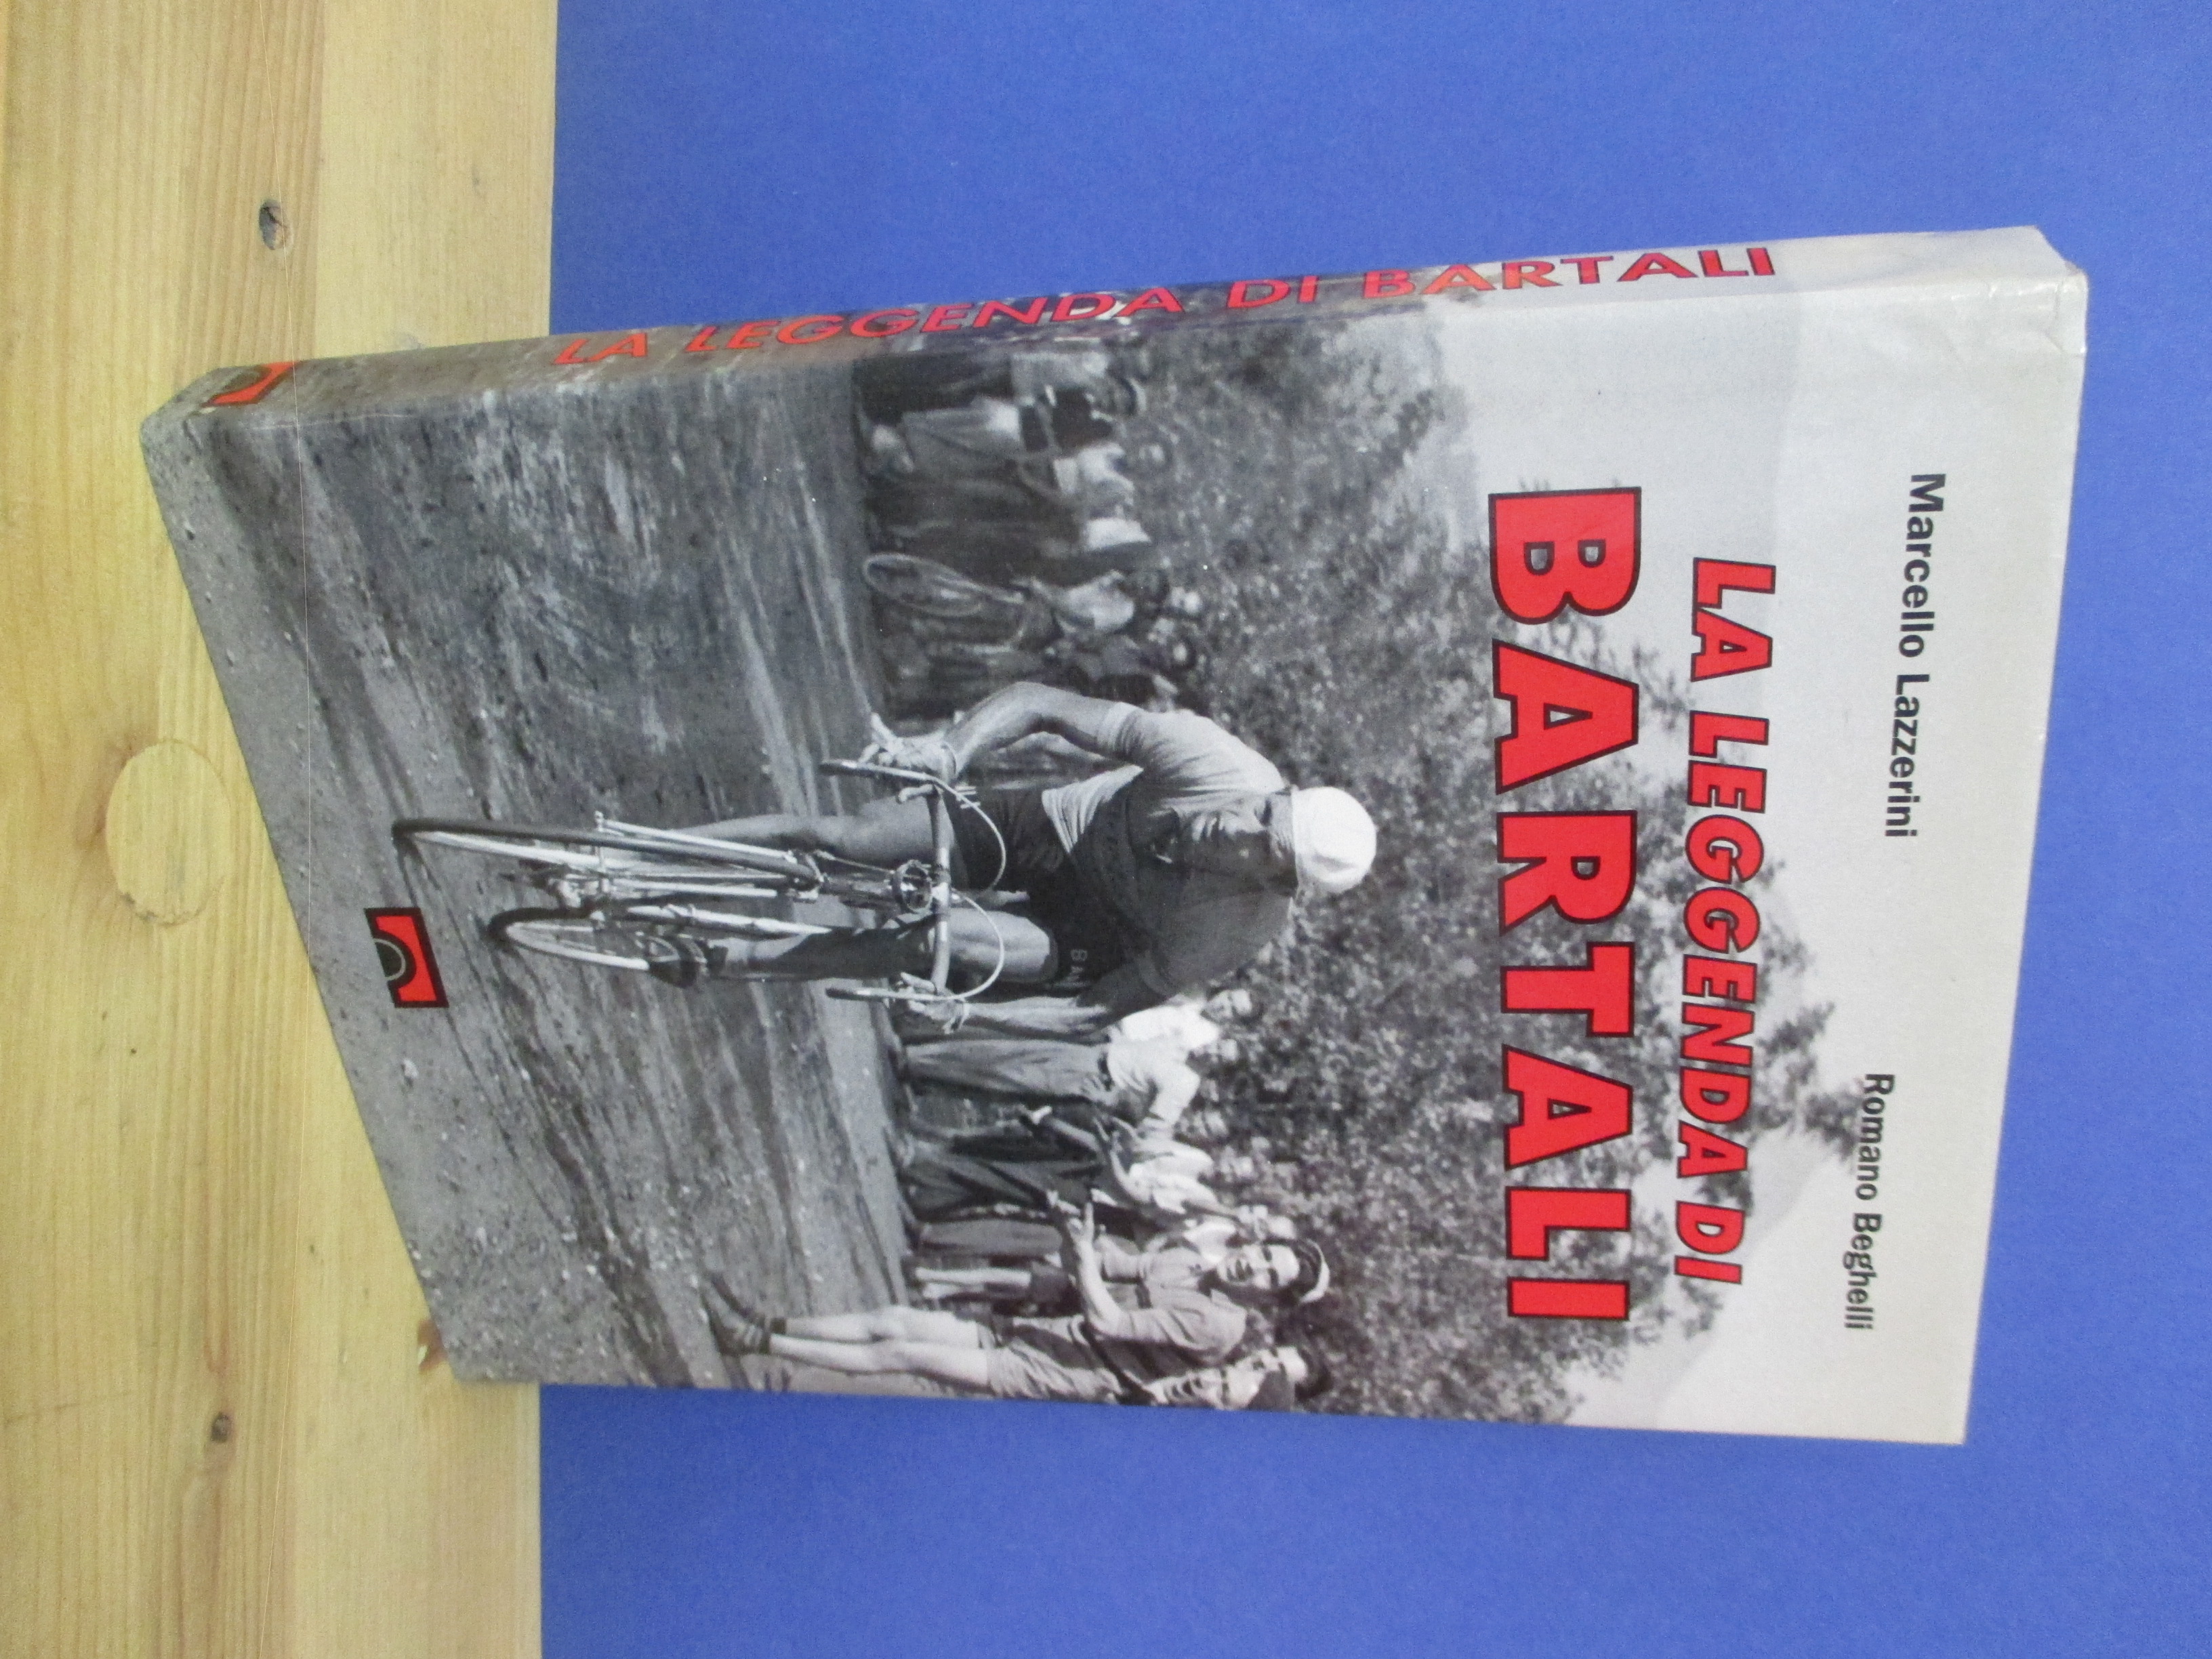 Marcello Lazzerini
Romano Beghelli
LA LEGGENDA DI
BARTALI
LA LEGGENDA DI BARTALI